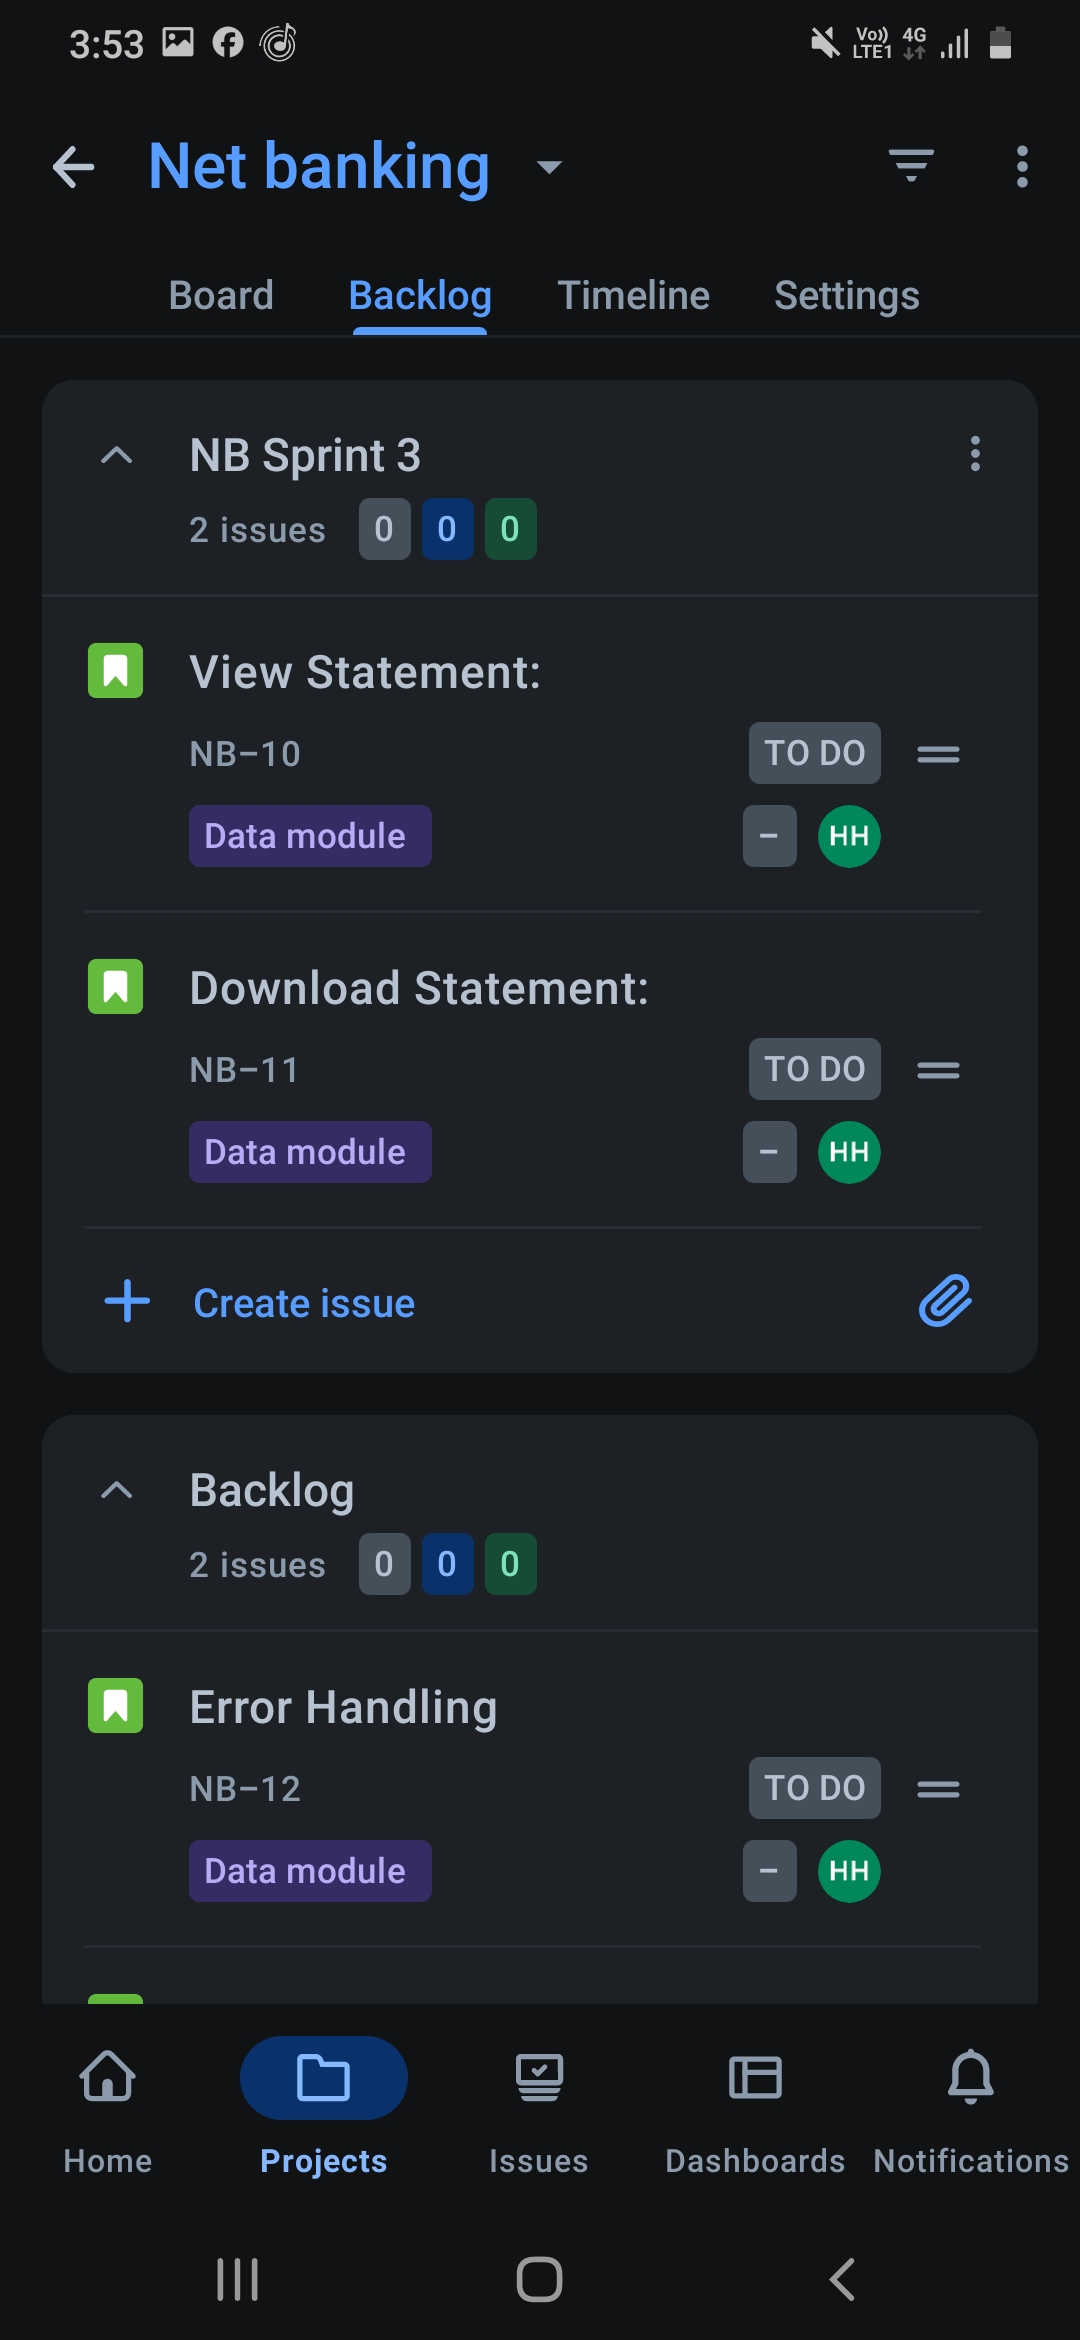 3:53
Vo)) 4G
LTE1
Net banking
Board Backlog Timeline Settings
NB Sprint 3
2 issues 0 0 0
View Statement:
NB-10 TO DO
Data module - HH
Download Statement:
NB-11 TO DO
Data module - HH
Create issue
Backlog
2 issues 0 0 0
Error Handling
NB-12 TO DO
Data module - HH
Home Projects Issues Dashboards Notifications